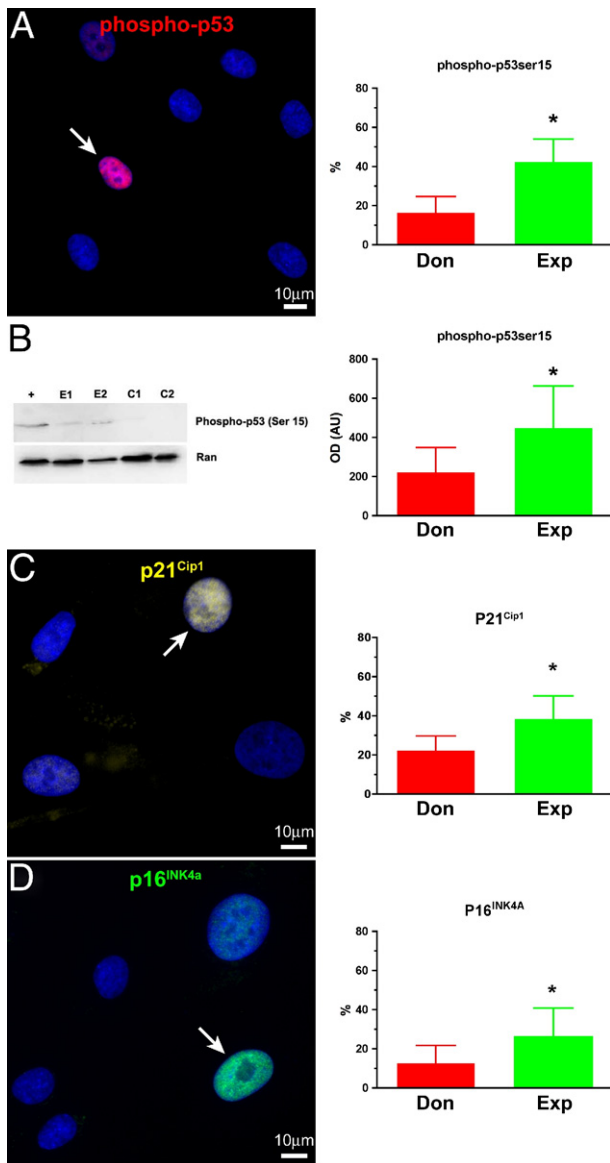 A
phospho-p53
10μm
phospho-p53ser15
*
80
60
40
20
0
%
Don Exp
B
+ E1 E2 C1 C2
Phospho-p53 (Ser 15)
Ran
phospho-p53ser15
*
800
600
400
200
0
OD (AU)
Don Exp
C
p21Cip1
10μm
P21Cip1
*
80
60
40
20
0
%
Don Exp
D
p16INK4a
10μm
P16INK4A
*
80
60
40
20
0
%
Don Exp